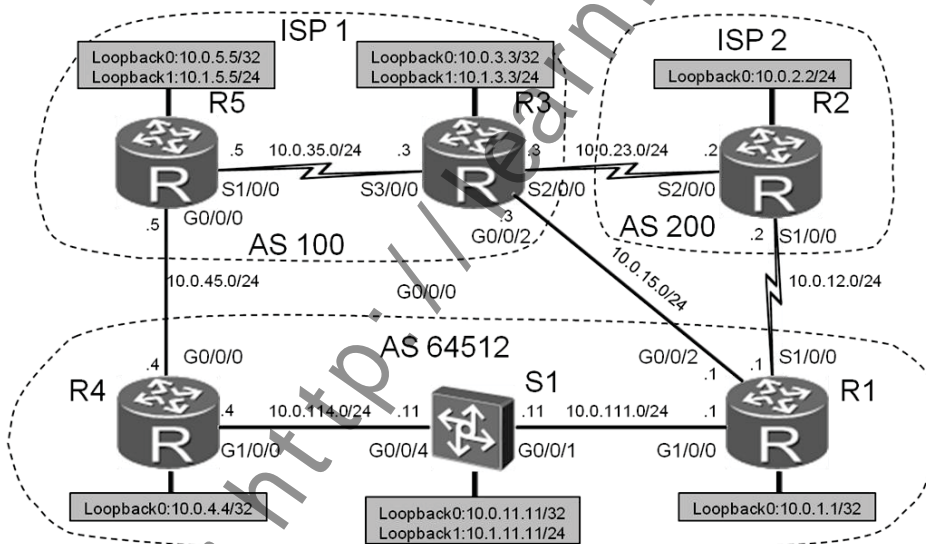 ISP 1
ISP 2
Loopback0:10.0.5.5/32
Loopback1:10.1.5.5/24
Loopback0:10.0.3.3/32
Loopback1:10.1.3.3/24
Loopback0:10.0.2.2/24
R5
R3
R2
R
R
R
.5
10.0.35.0/24
.3
.3
10.0.23.0/24
.2
S1/0/0
S3/0/0
S2/0/0
S2/0/0
G0/0/0
.5
.3
G0/0/2
AS 100
AS 200
.2
S1/0/0
10.0.45.0/24
10.0.15.0/24
10.0.12.0/24
G0/0/0
AS 64512
G0/0/0
G0/0/2
S1/0/0
R4
.4
S1
.1
.1
R1
R
R
.4
10.0.114.0/24
.11
.11
10.0.111.0/24
.1
G1/0/0
G0/0/4
G0/0/1
G1/0/0
Loopback0:10.0.4.4/32
Loopback0:10.0.11.11/32
Loopback1:10.1.11.11/24
Loopback0:10.0.1.1/32
http://learn